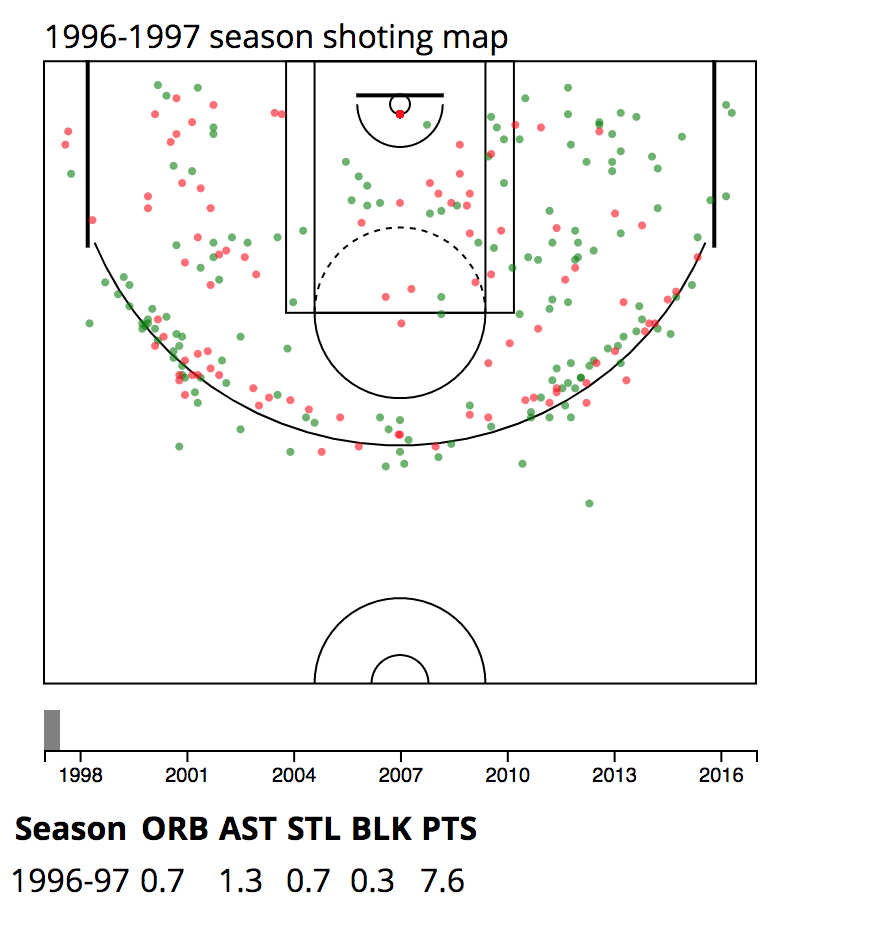 1996-1997 season shoting map
1998 2001 2004 2007 2010 2013 2016
Season ORB AST STL BLK PTS
1996-97 0.7 1.3 0.7 0.3 7.6